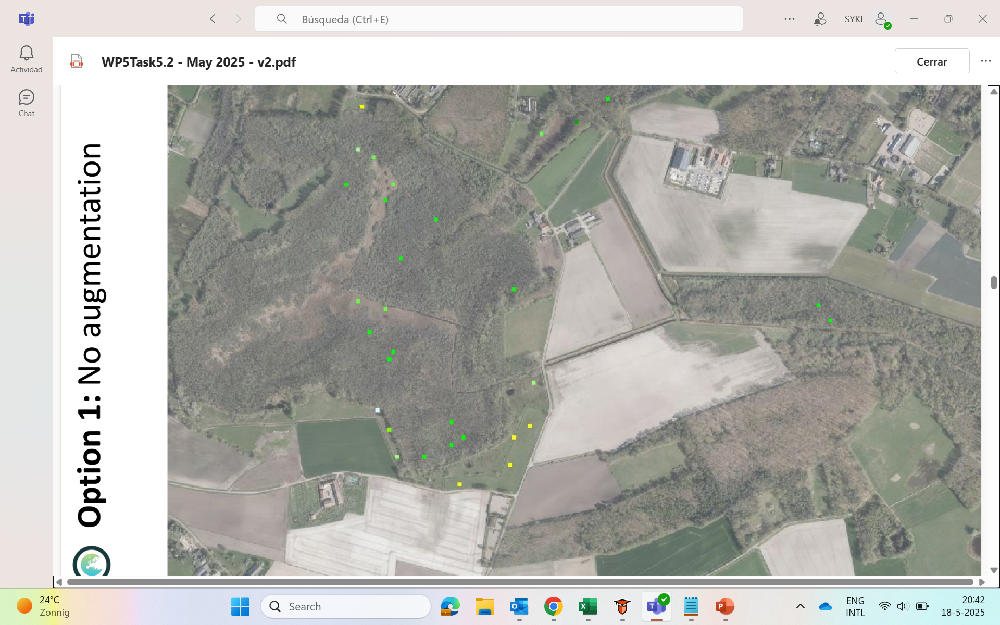 Búsqueda (Ctrl+E)
SYKE
Actividad
Chat
WP5Task5.2 - May 2025 - v2.pdf
Cerrar
Option 1: No augmentation
24°C
Zonnig
Search
ENG
INTL
20:42
18-5-2025